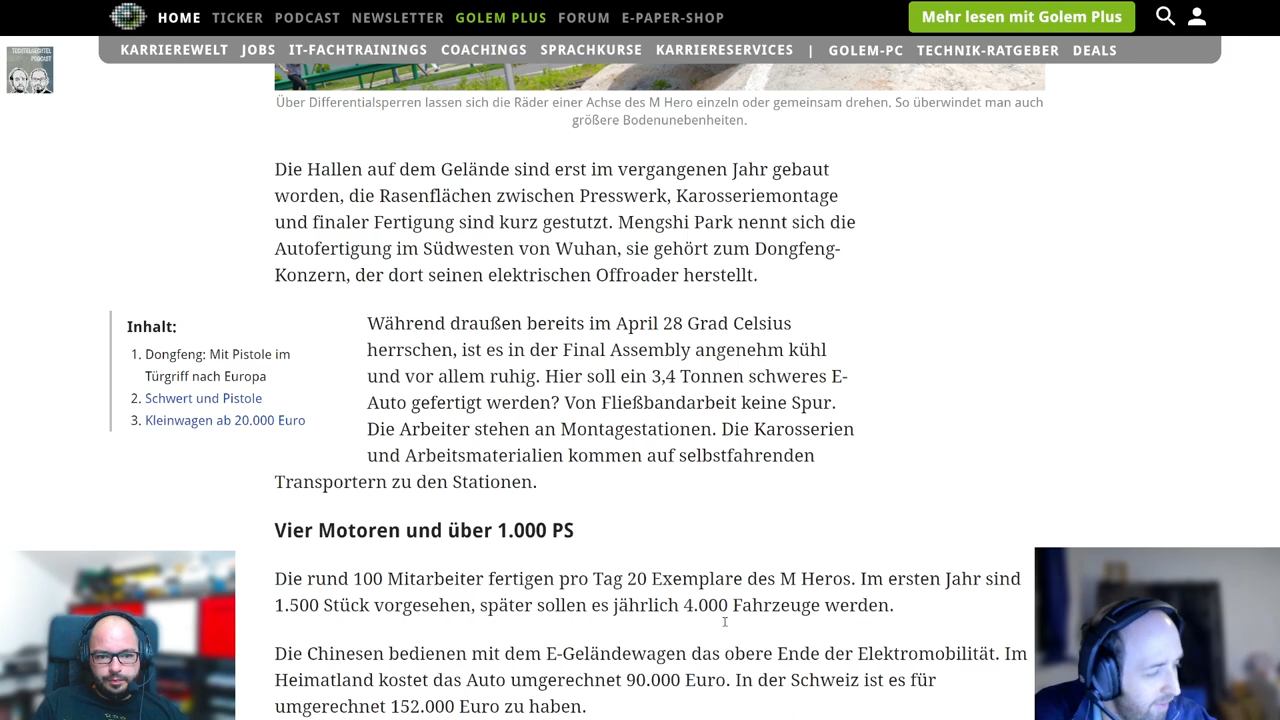 HOME TICKER PODCAST NEWSLETTER GOLEM PLUS FORUM E-PAPER-SHOP
Mehr lesen mit Golem Plus
KARRIEREWELT JOBS IT-FACHTRAININGS COACHINGS SPRACHKURSE KARRIERESERVICES | GOLEM-PC TECHNIK-RATGEBER DEALS
PODCAST
Über Differentialsperren lassen sich die Räder einer Achse des M Hero einzeln oder gemeinsam drehen. So überwindet man auch
größere Bodenunebenheiten.
Die Hallen auf dem Gelände sind erst im vergangenen Jahr gebaut
worden, die Rasenflächen zwischen Presswerk, Karosseriemontage
und finaler Fertigung sind kurz gestutzt. Mengshi Park nennt sich die
Autofertigung im Südwesten von Wuhan, sie gehört zum Dongfeng-
Konzern, der dort seinen elektrischen Offroader herstellt.
Inhalt:
1. Dongfeng: Mit Pistole im
Türgriff nach Europa
2. Schwert und Pistole
3. Kleinwagen ab 20.000 Euro
Während draußen bereits im April 28 Grad Celsius
herrschen, ist es in der Final Assembly angenehm kühl
und vor allem ruhig. Hier soll ein 3,4 Tonnen schweres E-
Auto gefertigt werden? Von Fließbandarbeit keine Spur.
Die Arbeiter stehen an Montagestationen. Die Karosserien
und Arbeitsmaterialien kommen auf selbstfahrenden
Transportern zu den Stationen.
Vier Motoren und über 1.000 PS
Die rund 100 Mitarbeiter fertigen pro Tag 20 Exemplare des M Heros. Im ersten Jahr sind
1.500 Stück vorgesehen, später sollen es jährlich 4.000 Fahrzeuge werden.
Die Chinesen bedienen mit dem E-Geländewagen das obere Ende der Elektromobilität. Im
Heimatland kostet das Auto umgerechnet 90.000 Euro. In der Schweiz ist es für
umgerechnet 152.000 Euro zu haben.